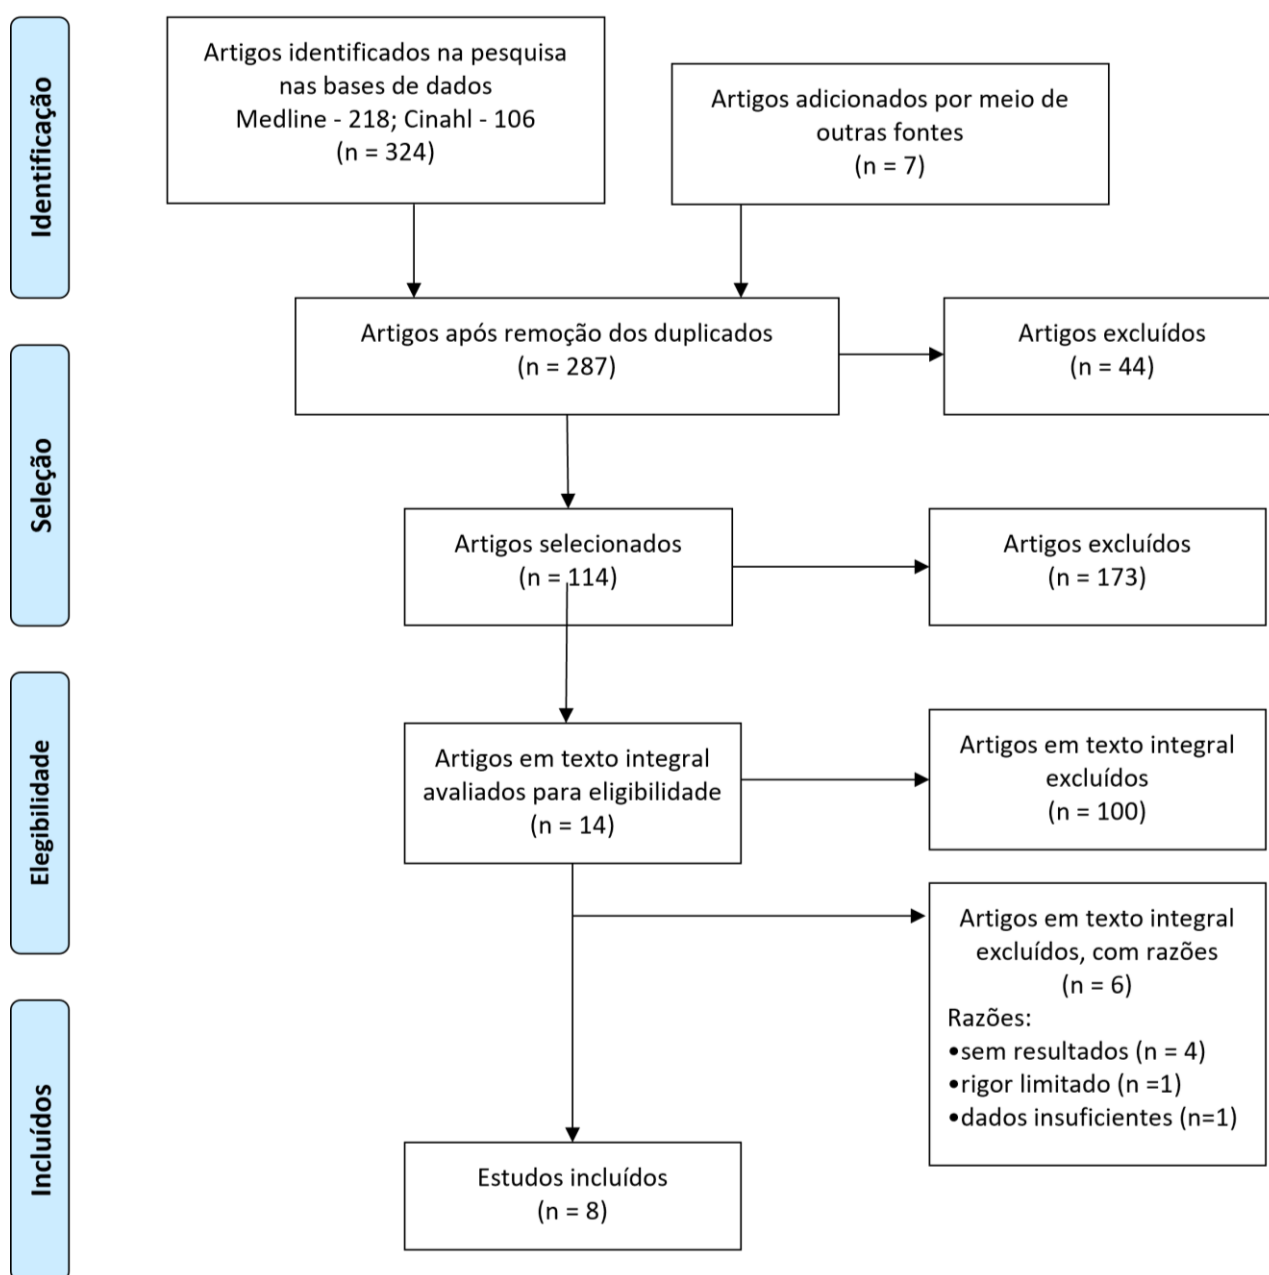 Identificação
Artigos identificados na pesquisa
nas bases de dados
Medline - 218; Cinahl - 106
(n = 324)
Artigos adicionados por meio de
outras fontes
(n = 7)
Artigos após remoção dos duplicados
(n = 287)
Artigos excluídos
(n = 44)
Seleção
Artigos selecionados
(n = 114)
Artigos excluídos
(n = 173)
Elegibilidade
Artigos em texto integral
avaliados para eligibilidade
(n = 14)
Artigos em texto integral
excluídos
(n = 100)
Artigos em texto integral
excluídos, com razões
(n = 6)
Razões:
•sem resultados (n = 4)
•rigor limitado (n =1)
•dados insuficientes (n=1)
Incluídos
Estudos incluídos
(n = 8)